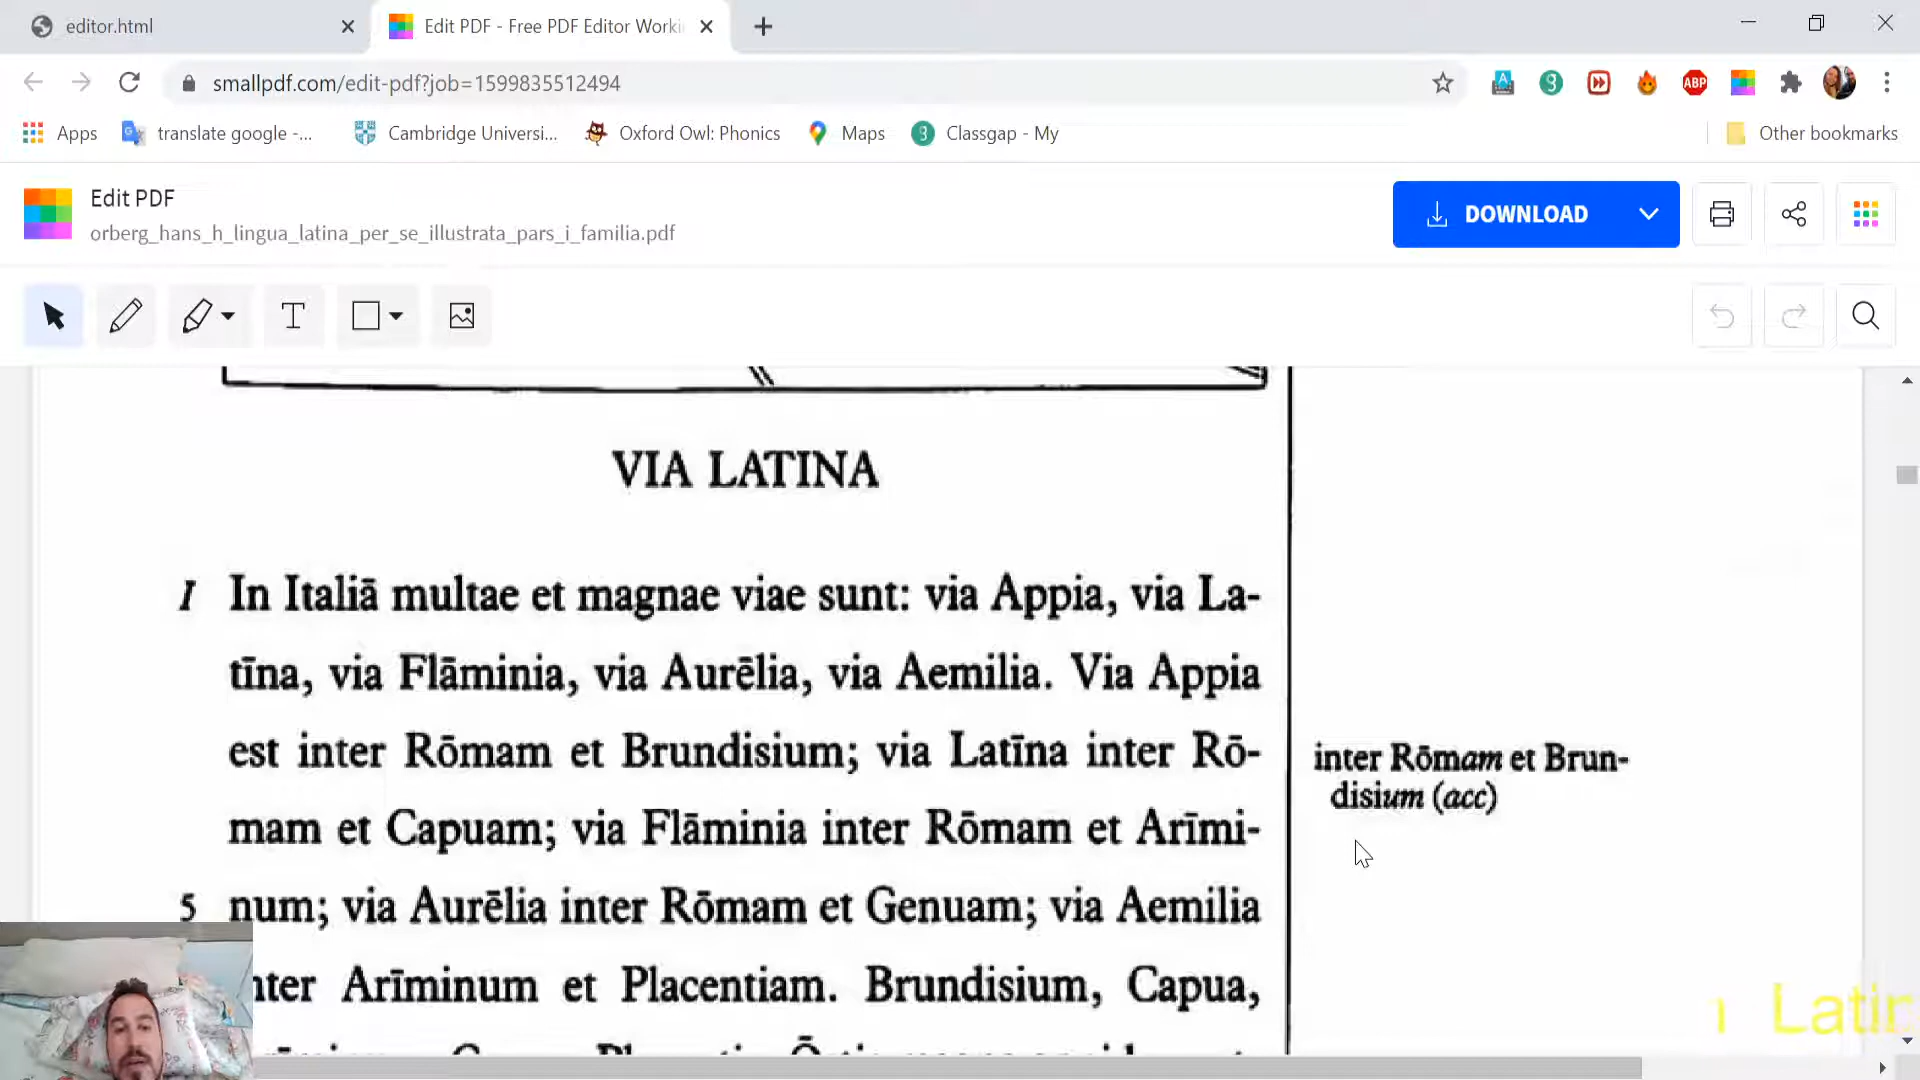 editor.html
Edit PDF - Free PDF Editor Worki
smallpdf.com/edit-pdf?job=1599835512494
ABP
Apps
translate google -...
Cambridge Universi...
Oxford Owl: Phonics
Maps
Classgap - My
Other bookmarks
Edit PDF
orberg_hans_h_lingua_latina_per_se_illustrata_pars_i_familia.pdf
DOWNLOAD
VIA LATINA
1 In Italiā multae et magnae viae sunt: via Appia, via La-
tīna, via Flāminia, via Aurēlia, via Aemilia. Via Appia
est inter Rōmam et Brundisium; via Latīna inter Rō-
mam et Capuam; via Flāminia inter Rōmam et Arīmi-
5 num; via Aurēlia inter Rōmam et Genuam; via Aemilia
nter Arīminum et Placentiam. Brundisium, Capua,
inter Rōmam et Brun-
disium (acc)
Latin